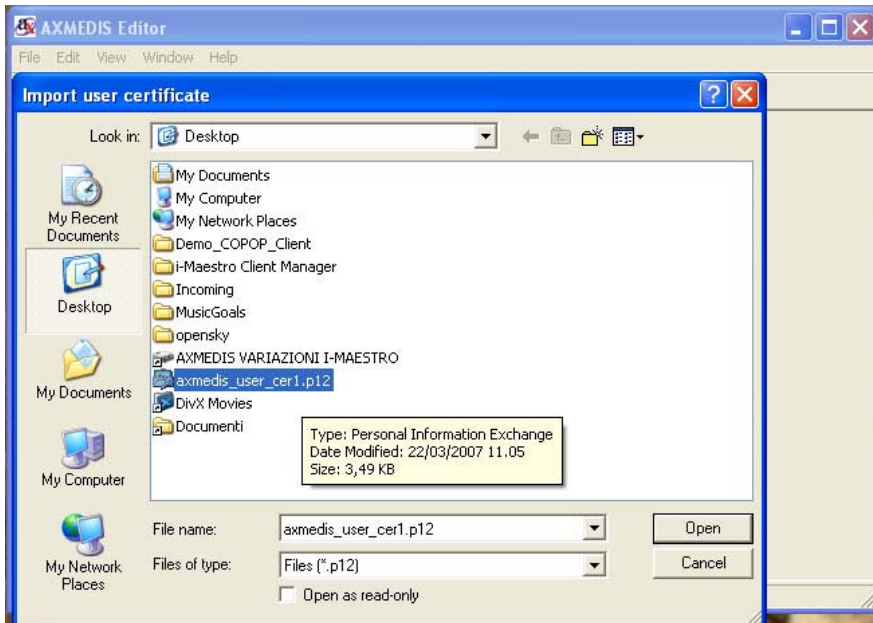 AXMEDIS Editor
File Edit View Window Help
Import user certificate
Look in: Desktop
My Recent
Documents
Desktop
My Documents
My Computer
My Network
Places
My Documents
My Computer
My Network Places
Demo_COPOP_Client
i-Maestro Client Manager
Incoming
MusicGoals
opensky
AXMEDIS VARIAZIONI I-MAESTRO
axmedis_user_cer1.p12
DivX Movies
Documenti
Type: Personal Information Exchange
Date Modified: 22/03/2007 11.05
Size: 3,49 KB
File name: axmedis_user_cer1.p12 Open
Files of type: Files (*.p12) Cancel
Open as read-only